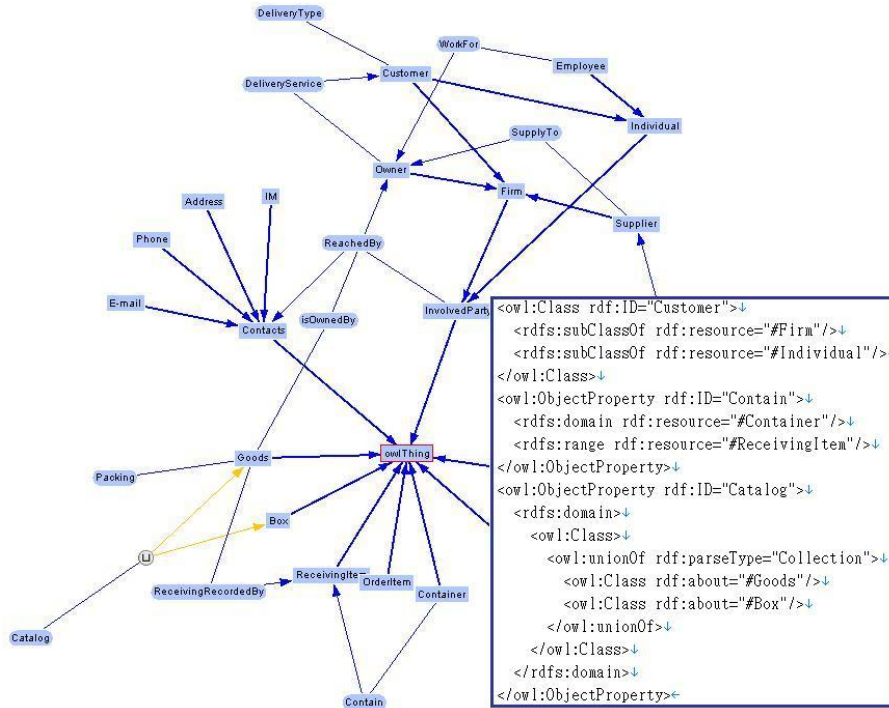 DeliveryType
WorkFor
Customer
Employee
DeliveryService
Individual
SupplyTo
Owner
Firm
Address
IM
Supplier
Phone
ReachedBy
E-mail
InvolvedParty
isOwnedBy
Contacts
Goods
owlThing
Packing
Box
⊔
ReceivingItem
OrderItem
ReceivingRecordedBy
Container
Catalog
Contain
<owl:Class rdf:ID="Customer">↓
<rdfs:subClassOf rdf:resource="#Firm"/>↓
<rdfs:subClassOf rdf:resource="#Individual"/>↓
</owl:Class>↓
<owl:ObjectProperty rdf:ID="Contain">↓
<rdfs:domain rdf:resource="#Container"/>↓
<rdfs:range rdf:resource="#ReceivingItem"/>↓
</owl:ObjectProperty>↓
<owl:ObjectProperty rdf:ID="Catalog">↓
<rdfs:domain>↓
<owl:Class>↓
<owl:unionOf rdf:parseType="Collection">↓
<owl:Class rdf:about="#Goods"/>↓
<owl:Class rdf:about="#Box"/>↓
</owl:unionOf>↓
</owl:Class>↓
</rdfs:domain>↓
</owl:ObjectProperty>←